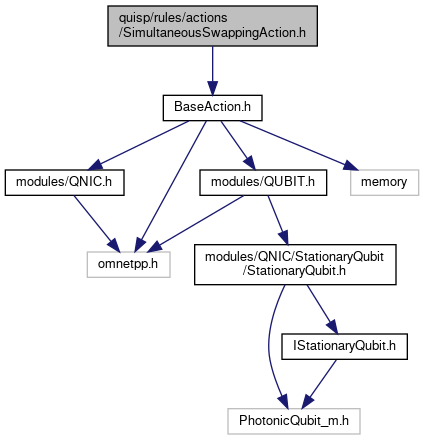 quisp/rules/actions
/SimultaneousSwappingAction.h
BaseAction.h
modules/QNIC.h
modules/QUBIT.h
memory
omnetpp.h
modules/QNIC/StationaryQubit
/StationaryQubit.h
IStationaryQubit.h
PhotonicQubit_m.h